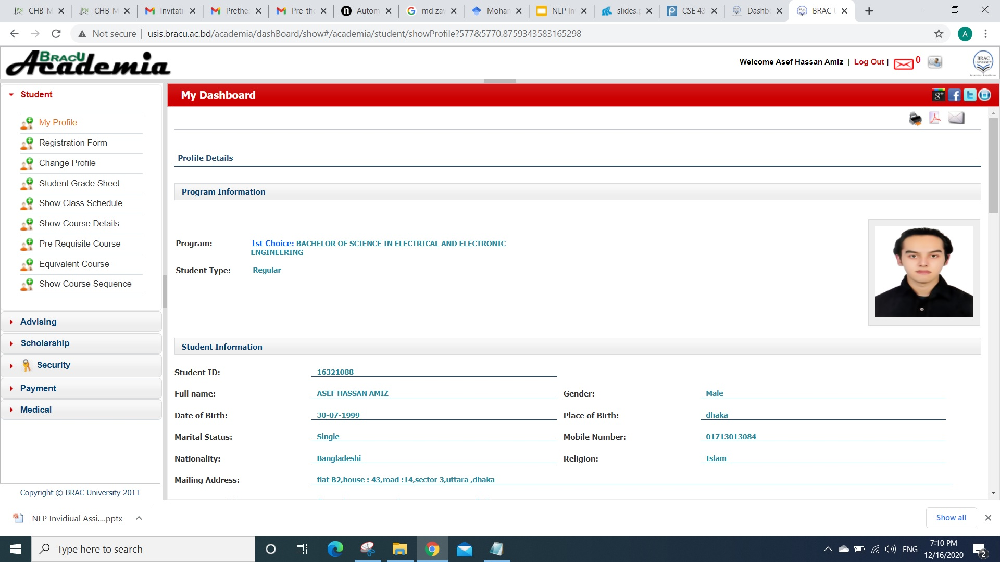 CHB-M
CHB-M
Invitati
Prethe
Pre-the
Autom
md za
Mohan
NLP In
slides.
CSE 43
Dashb
BRAC
Not secure | usis.bracu.ac.bd/academia/dashBoard/show#/academia/student/showProfile?577&5770.8759343583165298
A
BRACU Academia
Welcome Asef Hassan Amiz | Log Out | 0
BRAC UNIVERSITY
Inspiring Excellence
Student
My Profile
Registration Form
Change Profile
Student Grade Sheet
Show Class Schedule
Show Course Details
Pre Requisite Course
Equivalent Course
Show Course Sequence
Advising
Scholarship
Security
Payment
Medical
Copyright © BRAC University 2011
My Dashboard
Profile Details
Program Information
Program: 1st Choice: BACHELOR OF SCIENCE IN ELECTRICAL AND ELECTRONIC
ENGINEERING
Student Type: Regular
Student Information
Student ID: 16321088
Full name: ASEF HASSAN AMIZ Gender: Male
Date of Birth: 30-07-1999 Place of Birth: dhaka
Marital Status: Single Mobile Number: 01713013084
Nationality: Bangladeshi Religion: Islam
Mailing Address: flat B2,house : 43,road :14,sector 3,uttara ,dhaka
NLP Invidiual Assi....pptx
Show all
Type here to search
ENG
7:10 PM
12/16/2020
2